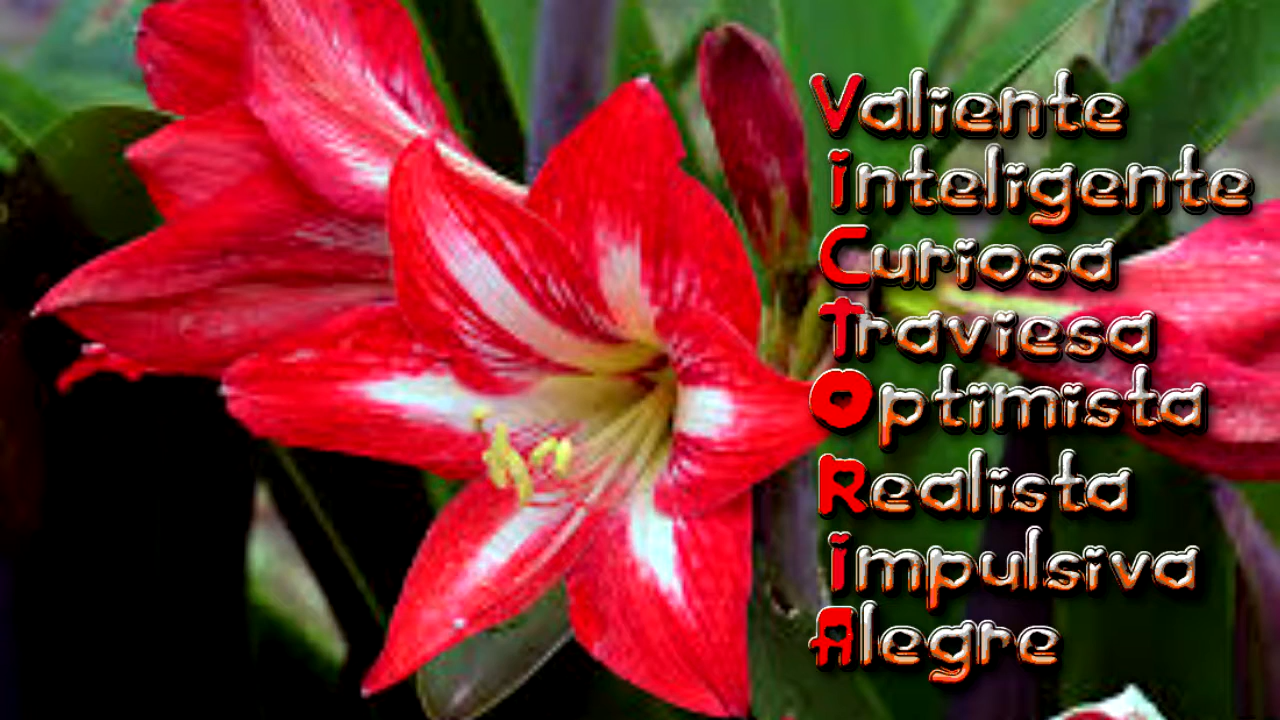 Valiente
inteligente
Curiosa
Traviesa
Optimista
Realista
impulsiva
Alegre